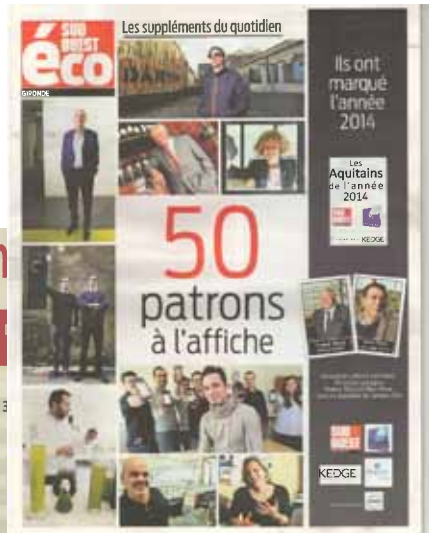 SUD
OUEST
éco
GIRONDE
Les suppléments du quotidien
50
patrons
à l'affiche
Ils ont
marqué
l'année
2014
Les
Aquitains
de l'année
2014
KEDGE
SUD
OUEST
KEDGE